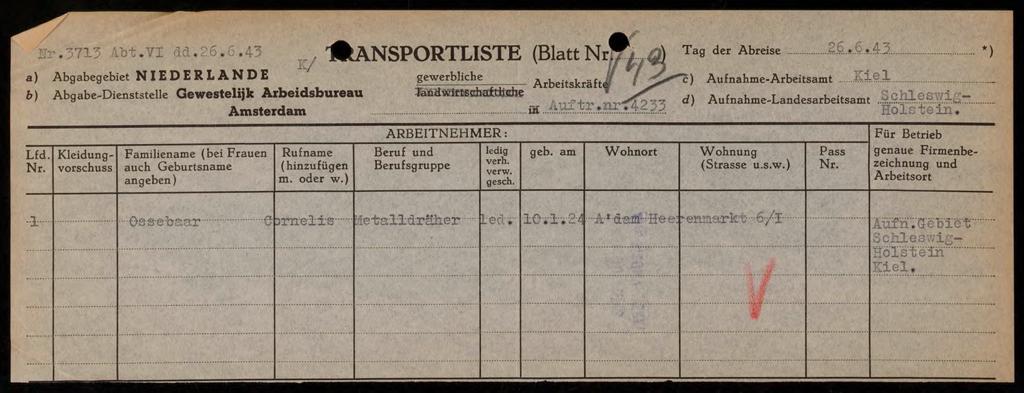 Nr.3713 Abt.VI dd.26.6.43
K/ TRANSPORTLISTE (Blatt Nr. )
Tag der Abreise 26.6.43 *)
a) Abgabegebiet NIEDERLANDE
b) Abgabe-Dienststelle Gewestelijk Arbeidsbureau
Amsterdam
gewerbliche
landwirtschaftliche
Arbeitskräfte
in Auftr.nr.4233
c) Aufnahme-Arbeitsamt Kiel
d) Aufnahme-Landesarbeitsamt Schleswig-
Holstein.
ARBEITNEHMER:
Lfd. Nr.
Kleidung-
vorschuss
Familiename (bei Frauen
auch Geburtsname
angeben)
Rufname
(hinzufügen
m. oder w.)
Beruf und
Berufsgruppe
ledig
verh.
verw.
gesch.
geb. am
Wohnort
Wohnung
(Strasse u.s.w.)
Pass
Nr.
Für Betrieb
genaue Firmenbe-
zeichnung und
Arbeitsort
1 Ossebaar Cornelis Metalldräher led. 10.1.24 A'dam Heerenmarkt 6/I
Aufn.Gebiet
Schleswig-
Holstein
Kiel.